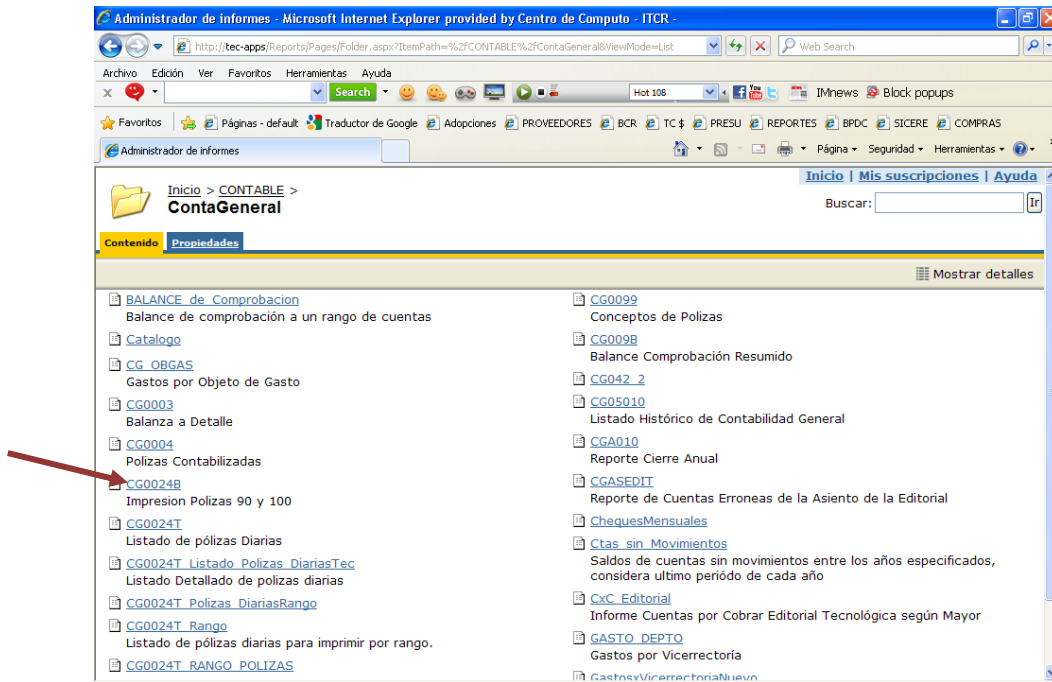 Administrador de informes - Microsoft Internet Explorer provided by Centro de Computo - ITCR -
http://tec-apps/Reports/Pages/Folder.aspx?ItemPath=%2fCONTABLE%2fContaGeneral&ViewMode=List
Web Search
Archivo Edición Ver Favoritos Herramientas Ayuda
Search
Hot 108
IMnews
Block popups
Favoritos
Páginas - default
Traductor de Google
Adopciones
PROVEEDORES
BCR
TC $
PRESU
REPORTES
BPDC
SICERE
COMPRAS
Administrador de informes
Página
Seguridad
Herramientas
Inicio | Mis suscripciones | Ayuda
Inicio > CONTABLE >
ContaGeneral
Buscar:
Ir
Contenido
Propiedades
Mostrar detalles
BALANCE_de_Comprobacion
Balance de comprobación a un rango de cuentas
Catalogo
CG_OBGAS
Gastos por Objeto de Gasto
CG0003
Balanza a Detalle
CG0004
Polizas Contabilizadas
CG0024B
Impresion Polizas 90 y 100
CG0024T
Listado de pólizas Diarias
CG0024T_Listado_Polizas_DiariasTec
Listado Detallado de polizas diarias
CG0024T_Polizas_DiariasRango
CG0024T_Rango
Listado de pólizas diarias para imprimir por rango.
CG0024T_RANGO_POLIZAS
CG0099
Conceptos de Polizas
CG009B
Balance Comprobación Resumido
CG042_2
CG05010
Listado Histórico de Contabilidad General
CGA010
Reporte Cierre Anual
CGASEDIT
Reporte de Cuentas Erroneas de la Asiento de la Editorial
ChequesMensuales
Ctas_sin_Movimientos
Saldos de cuentas sin movimientos entre los años especificados,
considera ultimo periódo de cada año
CxC_Editorial
Informe Cuentas por Cobrar Editorial Tecnológica según Mayor
GASTO_DEPTO
Gastos por Vicerrectoría
GastosxVicerrectoriaNuevo